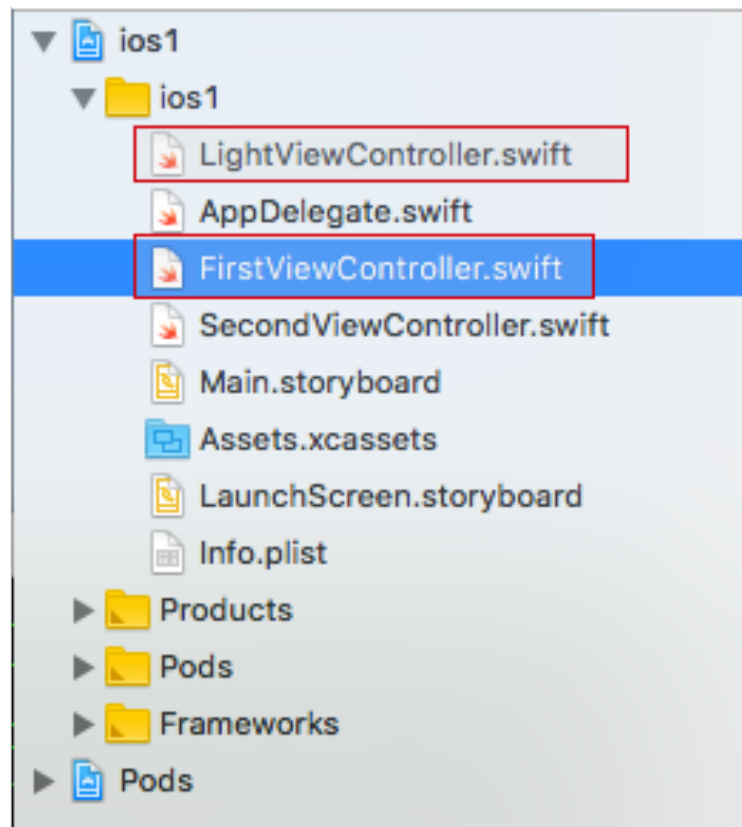 ios1
ios1
LightViewController.swift
AppDelegate.swift
FirstViewController.swift
SecondViewController.swift
Main.storyboard
Assets.xcassets
LaunchScreen.storyboard
Info.plist
Products
Pods
Frameworks
Pods